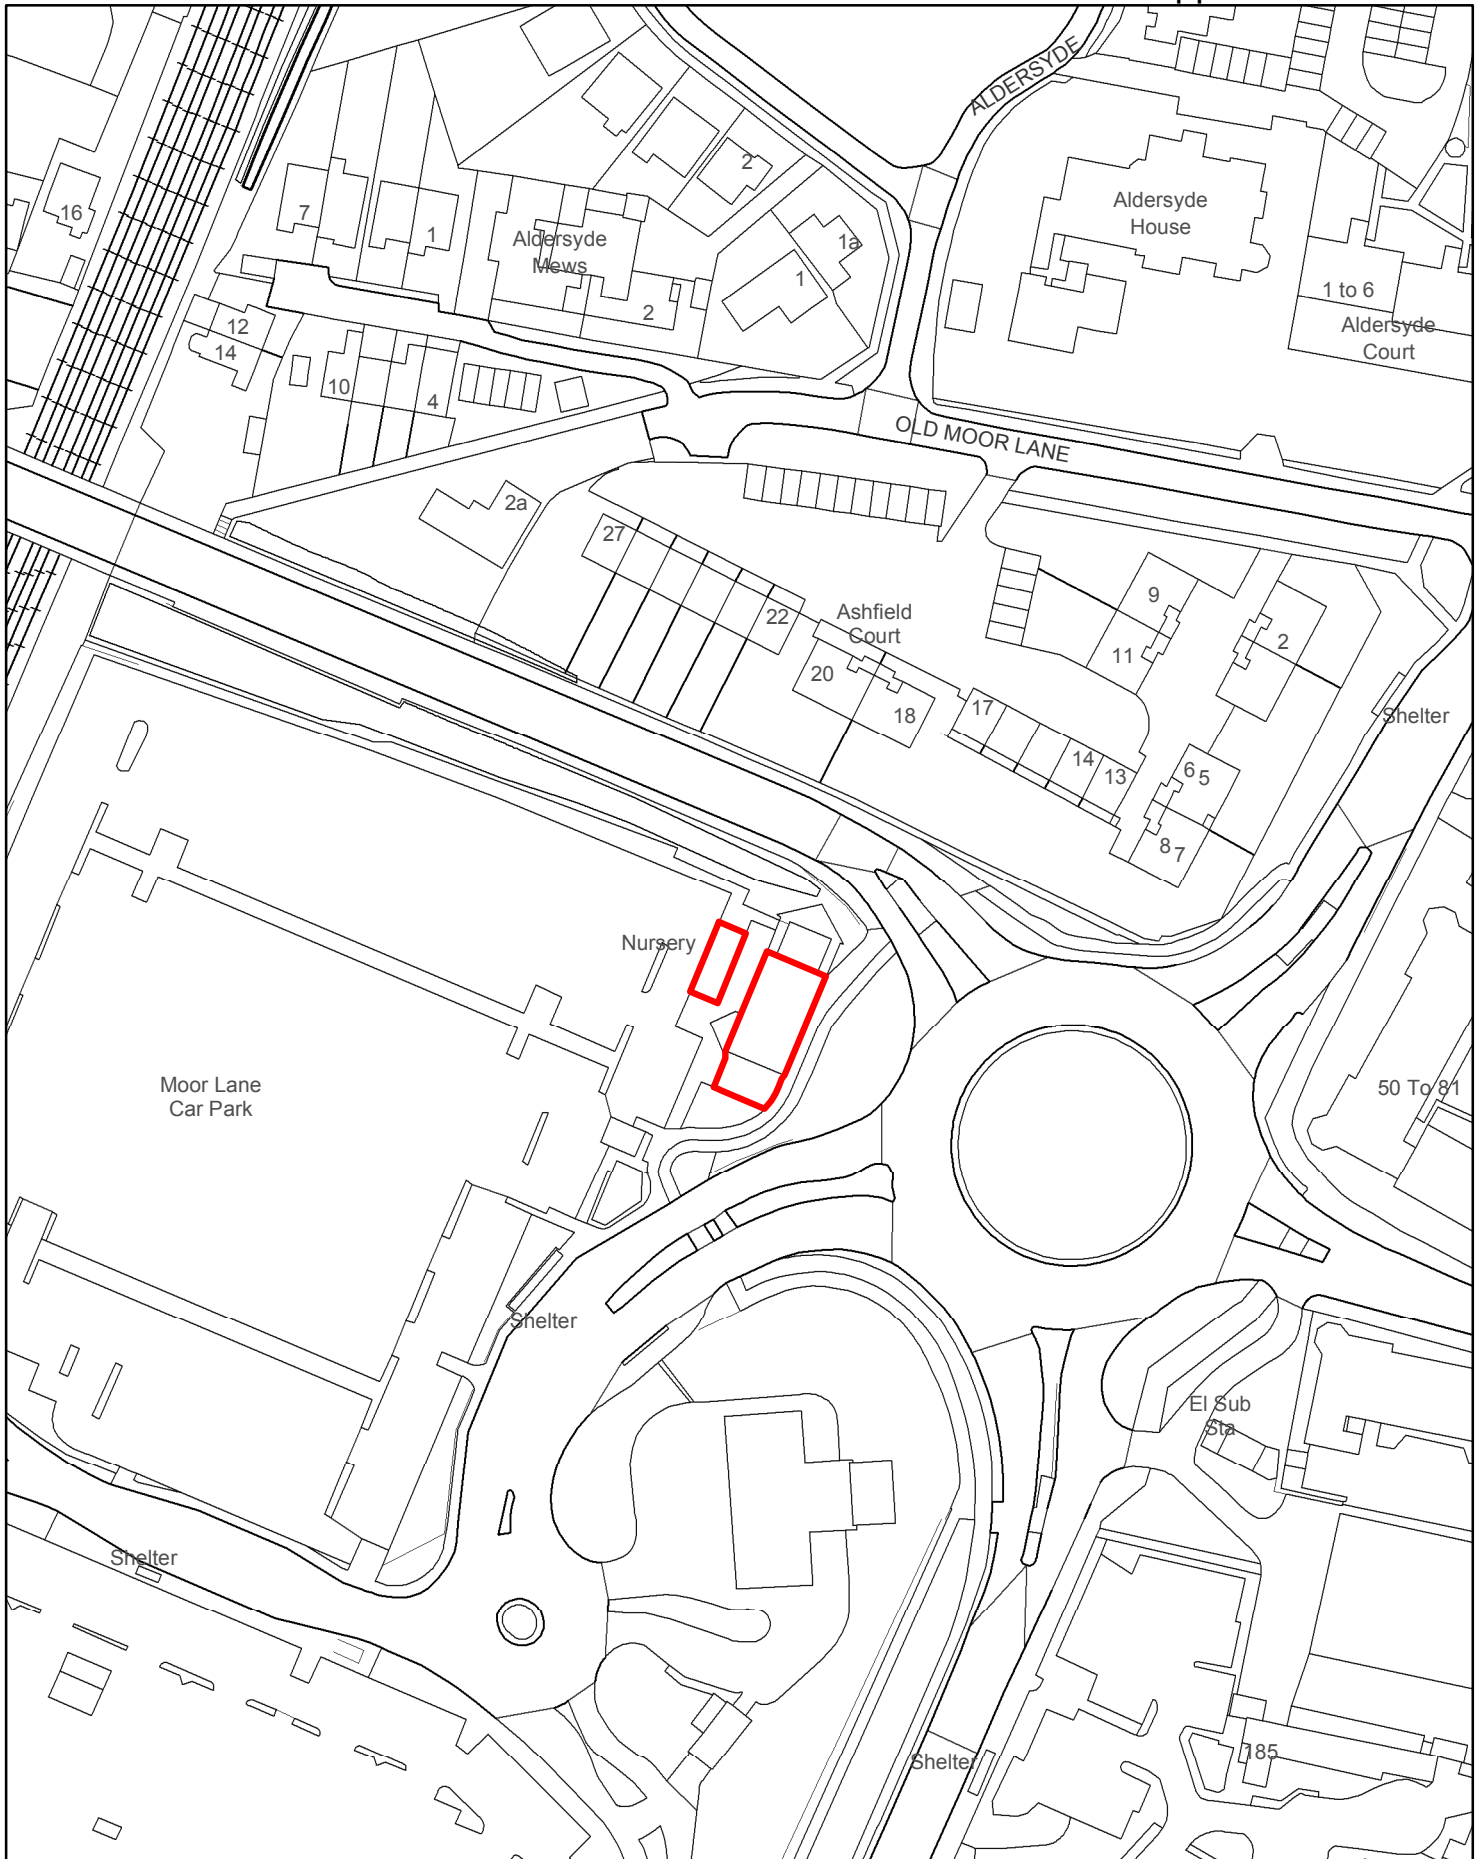 ALDERSYDE
2
16
7
1
Aldersyde
Mews
1a
1
2
Aldersyde
House
1 to 6
Aldersyde
Court
12
14
10
4
OLD MOOR LANE
2a
27
22
Ashfield
Court
20
18
17
14
13
9
11
2
6
5
8
7
Shelter
Nursery
Moor Lane
Car Park
50 To 81
Shelter
El Sub
Sta
Shelter
Shelter
185